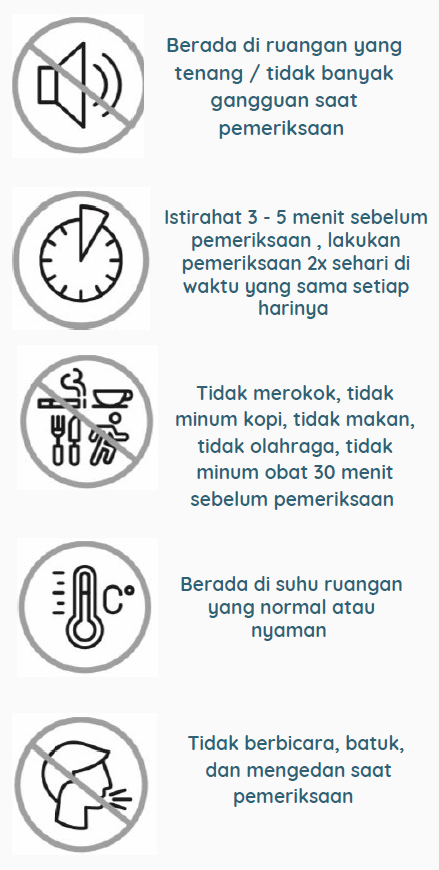 Berada di ruangan yang
tenang / tidak banyak
gangguan saat
pemeriksaan
Istirahat 3 - 5 menit sebelum
pemeriksaan , lakukan
pemeriksaan 2x sehari di
waktu yang sama setiap
harinya
Tidak merokok, tidak
minum kopi, tidak makan,
tidak olahraga, tidak
minum obat 30 menit
sebelum pemeriksaan
C°
Berada di suhu ruangan
yang normal atau
nyaman
Tidak berbicara, batuk,
dan mengedan saat
pemeriksaan